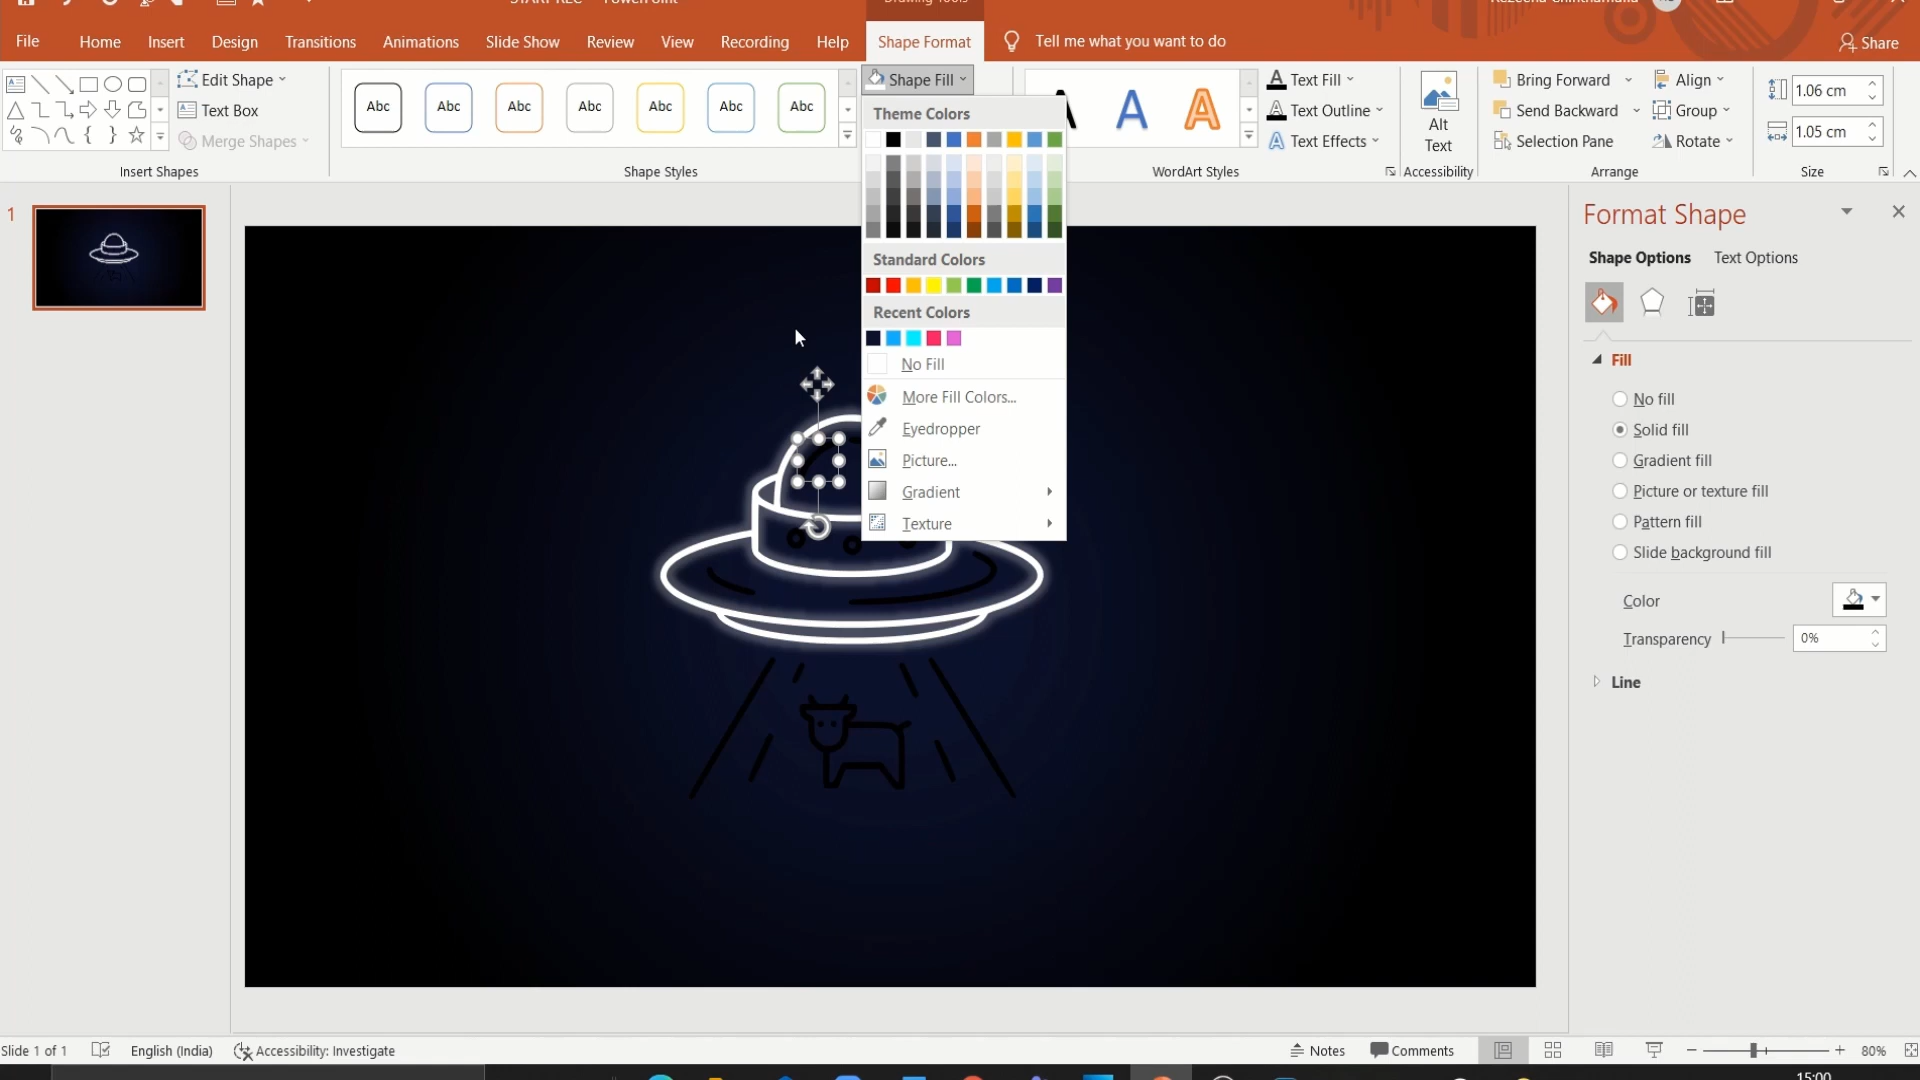 File Home Insert Design Transitions Animations Slide Show Review View Recording Help Shape Format Tell me what you want to do Share
Edit Shape
Text Box
Merge Shapes
Insert Shapes
Abc Abc Abc Abc Abc Abc Abc
Shape Styles
Shape Fill
Theme Colors
Standard Colors
Recent Colors
No Fill
More Fill Colors...
Eyedropper
Picture...
Gradient
Texture
A A
Text Fill
Text Outline
Text Effects
WordArt Styles
Alt
Text
Accessibility
Bring Forward
Send Backward
Selection Pane
Align
Group
Rotate
Arrange
1.06 cm
1.05 cm
Size
1
Format Shape
Shape Options Text Options
Fill
No fill
Solid fill
Gradient fill
Picture or texture fill
Pattern fill
Slide background fill
Color
Transparency 0%
Line
Slide 1 of 1 English (India) Accessibility: Investigate Notes Comments 80%
15:00